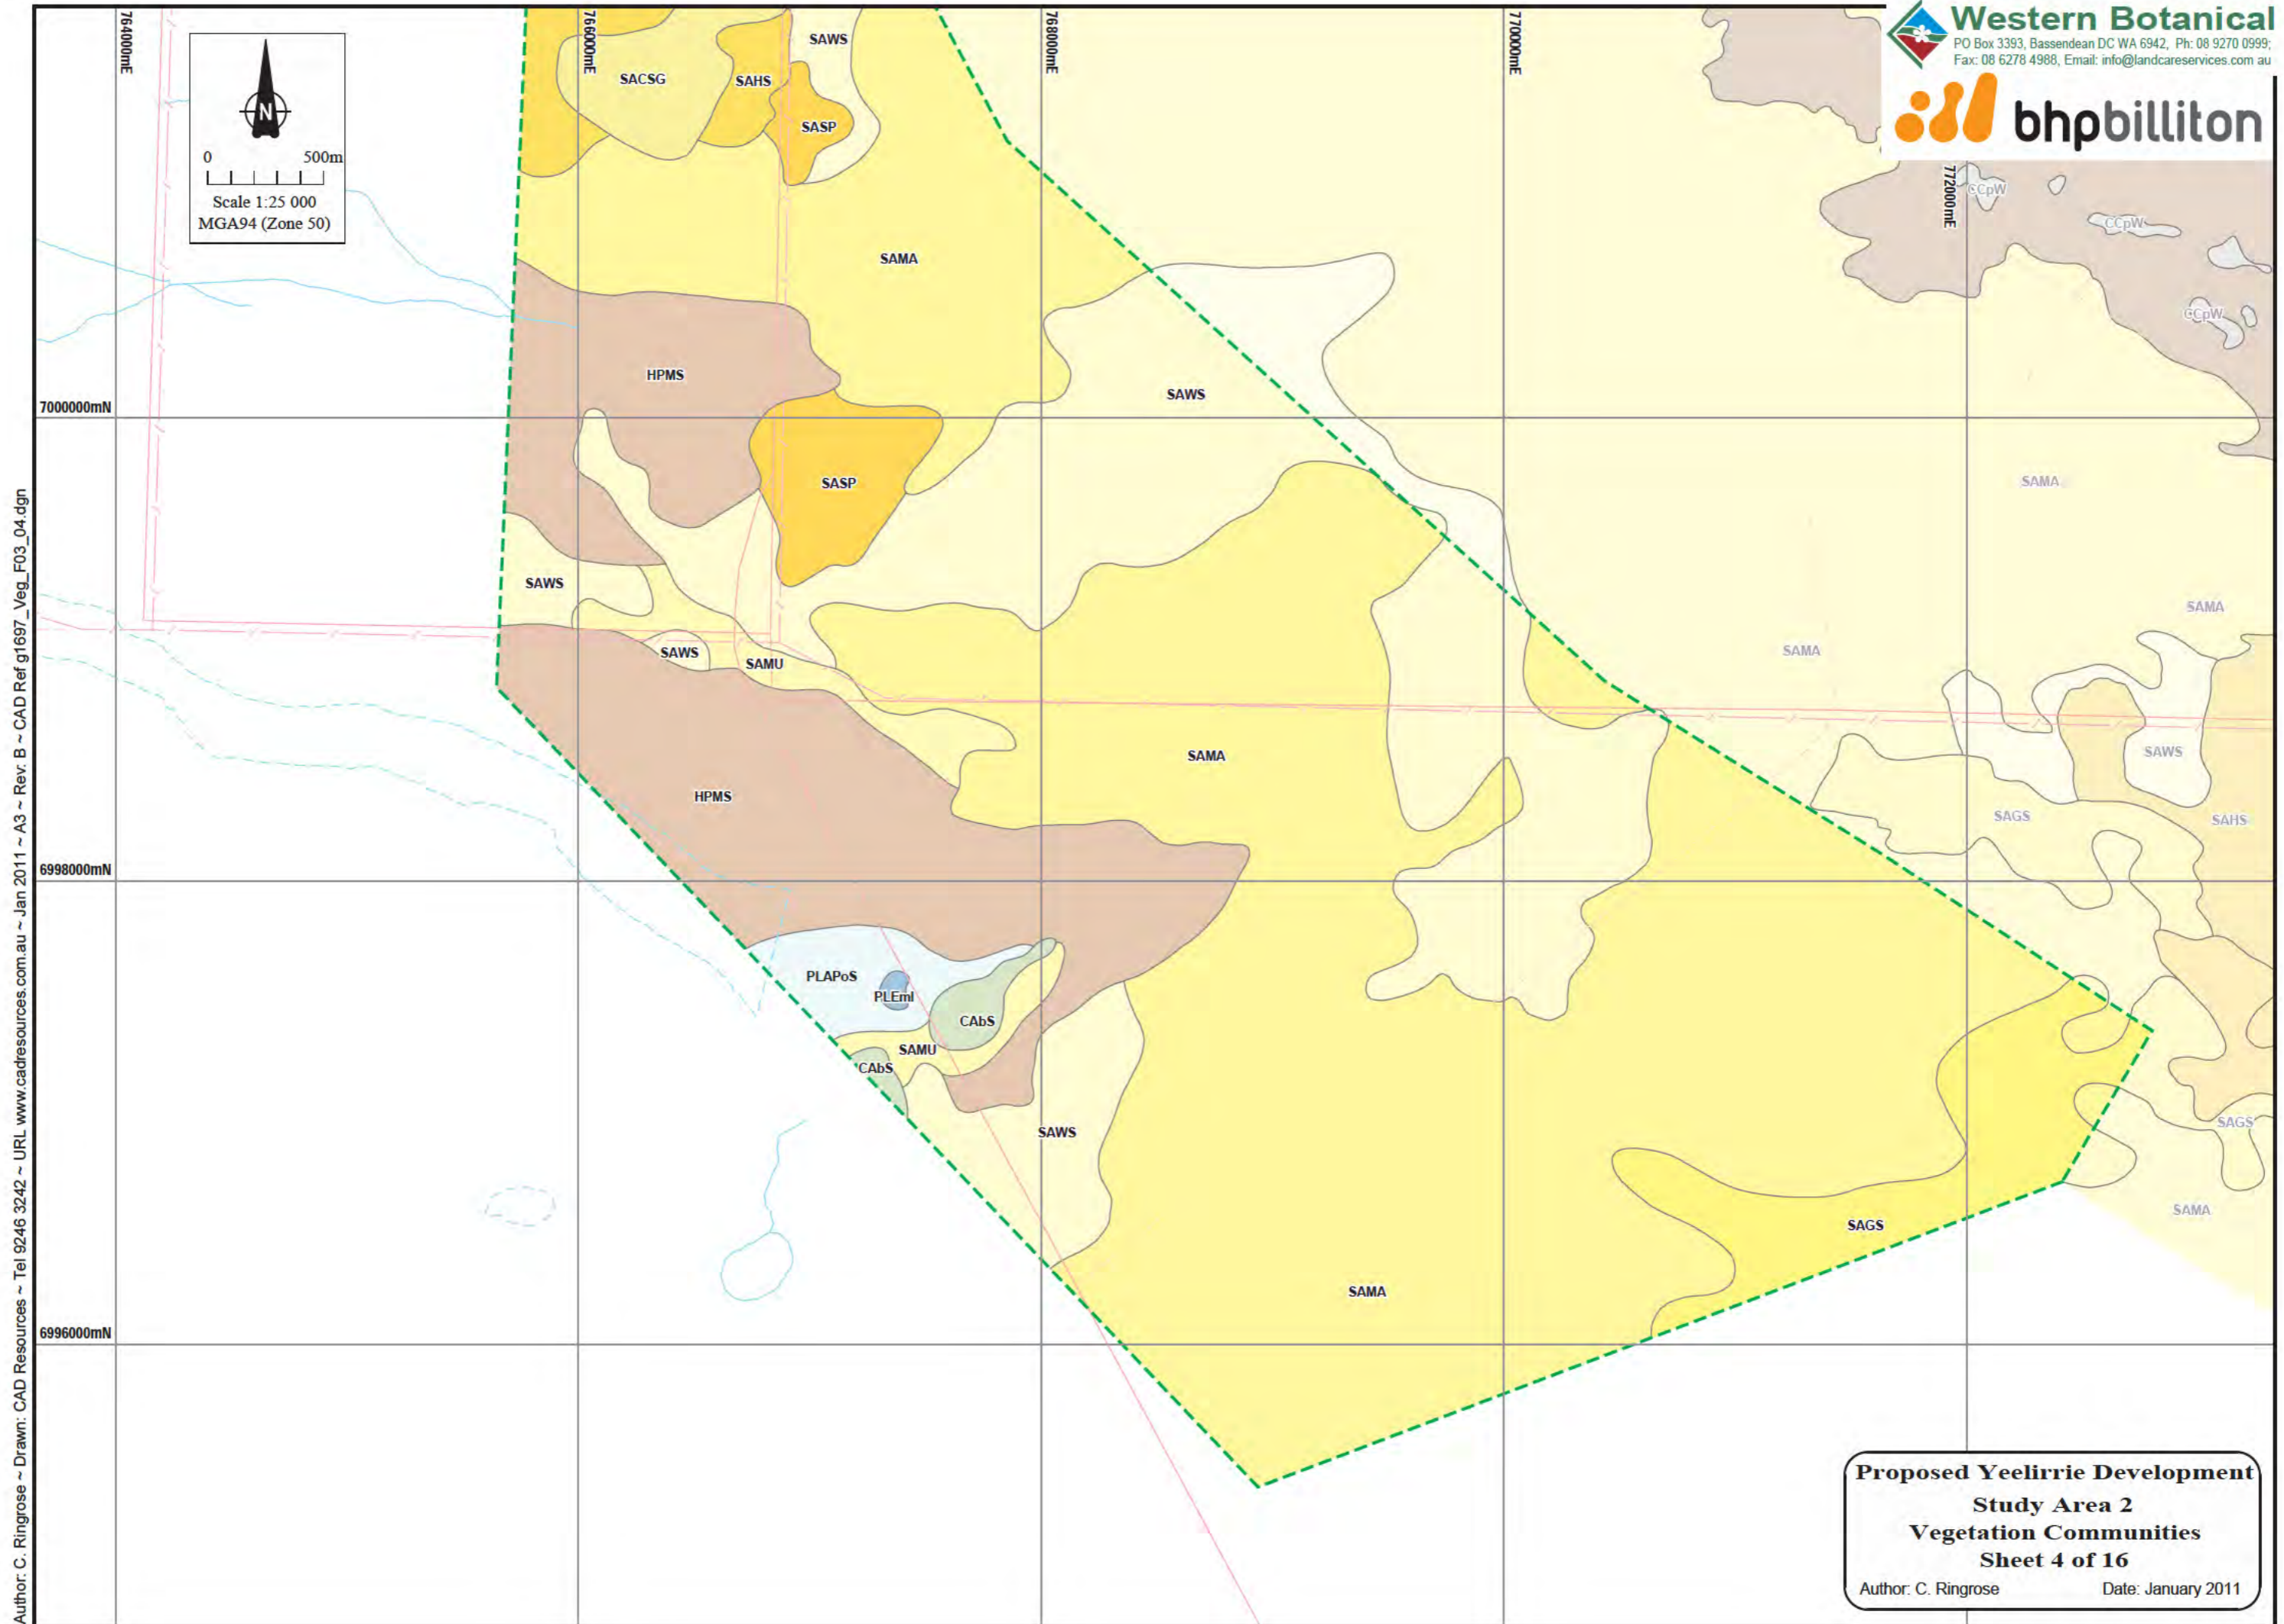 764000mE
766000mE
768000mE
770000mE
772000mE
Western Botanical
PO Box 3393, Bassendean DC WA 6942, Ph: 08 9270 0999;
Fax: 08 6278 4988, Email: info@landcareservices.com.au
bhpbilliton
N
0 500m
Scale 1:25 000
MGA94 (Zone 50)
SAWS
SACSG
SAHS
SASP
CCpW
CCpW
SAMA
CCpW
HPMS
SAWS
7000000mN
SASP
SAMA
SAWS
SAMA
SAWS
SAMU
SAMA
SAWS
SAMA
HPMS
SAGS
SAHS
6998000mN
PLAPoS
PLEml
CAbS
SAMU
CAbS
SAWS
SAGS
SAMA
SAGS
SAMA
6996000mN
Author: C. Ringrose ~ Drawn: CAD Resources ~ Tel 9246 3242 ~ URL www.cadresources.com.au ~ Jan 2011 ~ A3 ~ Rev: B ~ CAD Ref g1697_Veg_F03_04.dgn
Proposed Yeelirrie Development
Study Area 2
Vegetation Communities
Sheet 4 of 16
Author: C. Ringrose Date: January 2011